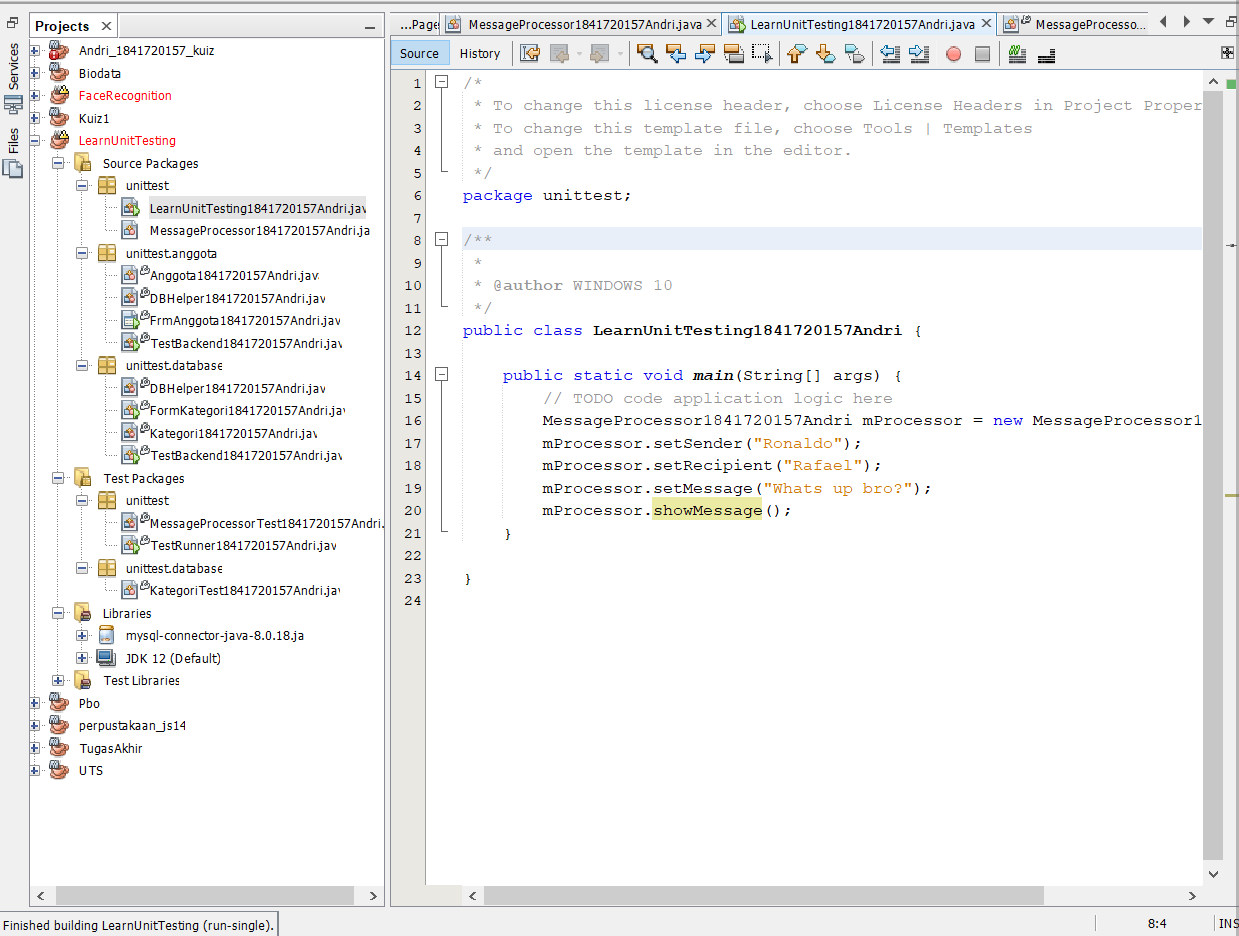 Projects
Services
Files
Andri_1841720157_kuiz
Biodata
FaceRecognition
Kuiz1
LearnUnitTesting
Source Packages
unittest
LearnUnitTesting1841720157Andri.jav
MessageProcessor1841720157Andri.ja
unittest.anggota
Anggota1841720157Andri.jav
DBHelper1841720157Andri.jav
FrmAnggota1841720157Andri.jav
TestBackend1841720157Andri.jav
unittest.database
DBHelper1841720157Andri.jav
FormKategori1841720157Andri.jav
Kategori1841720157Andri.jav
TestBackend1841720157Andri.jav
Test Packages
unittest
MessageProcessorTest1841720157Andri.
TestRunner1841720157Andri.jav
unittest.database
KategoriTest1841720157Andri.jav
Libraries
mysql-connector-java-8.0.18.ja
JDK 12 (Default)
Test Libraries
Pbo
perpustakaan_js14
TugasAkhir
UTS
...Page MessageProcessor1841720157Andri.java LearnUnitTesting1841720157Andri.java MessageProcesso...
Source History
1 /*
2 * To change this license header, choose License Headers in Project Proper
3 * To change this template file, choose Tools | Templates
4 * and open the template in the editor.
5 */
6 package unittest;
7
8 /**
9 *
10 * @author WINDOWS 10
11 */
12 public class LearnUnitTesting1841720157Andri {
13
14 public static void main(String[] args) {
15 // TODO code application logic here
16 MessageProcessor1841720157Andri mProcessor = new MessageProcessor1
17 mProcessor.setSender("Ronaldo");
18 mProcessor.setRecipient("Rafael");
19 mProcessor.setMessage("Whats up bro?");
20 mProcessor.showMessage();
21 }
22
23 }
24
Finished building LearnUnitTesting (run-single).
8:4 INS